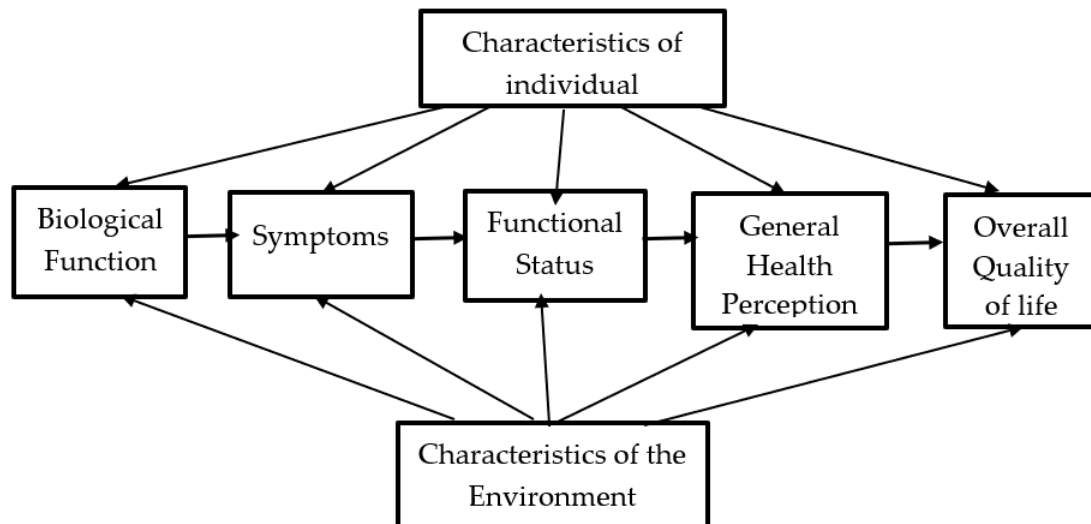 Characteristics of
individual
Biological
Function
Symptoms
Functional
Status
General
Health
Perception
Overall
Quality
of life
Characteristics of the
Environment